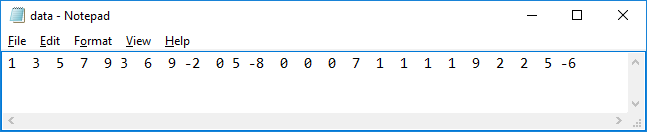 data - Notepad
File Edit Format View Help
1  3  5  7  9 3  6  9 -2  0 5 -8  0  0  0  7  1  1  1  1  9  2  2  5 -6